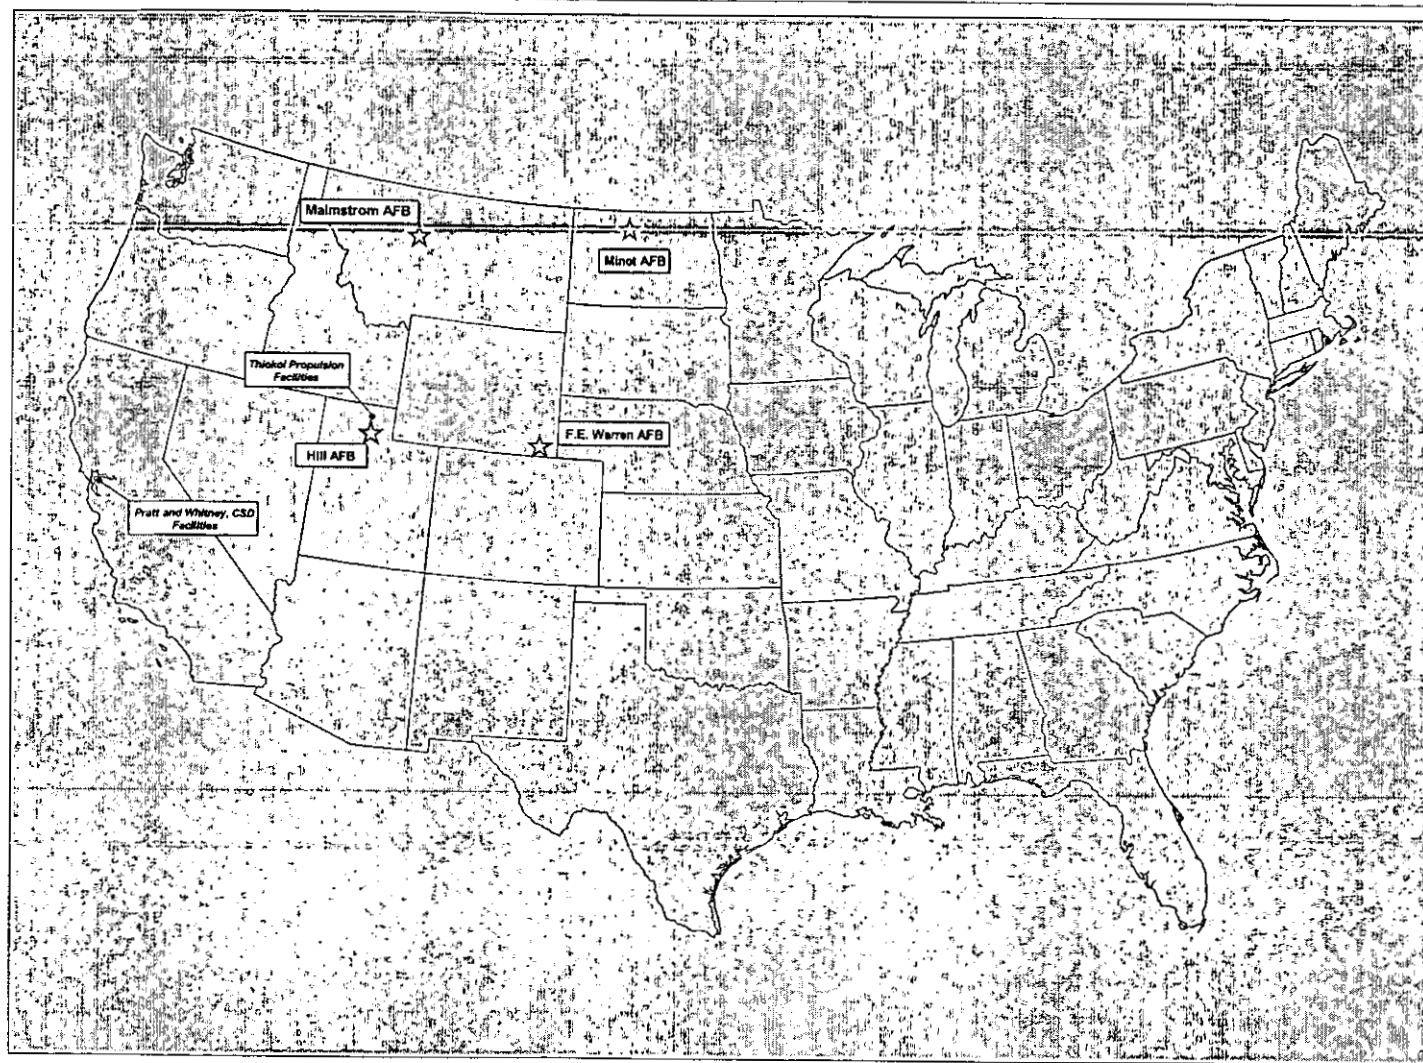 Malmstrom AFB
Minot AFB
Thiokol Propulsion
Facilities
F.E. Warren AFB
Hill AFB
Pratt and Whitney, CSD
Facilities